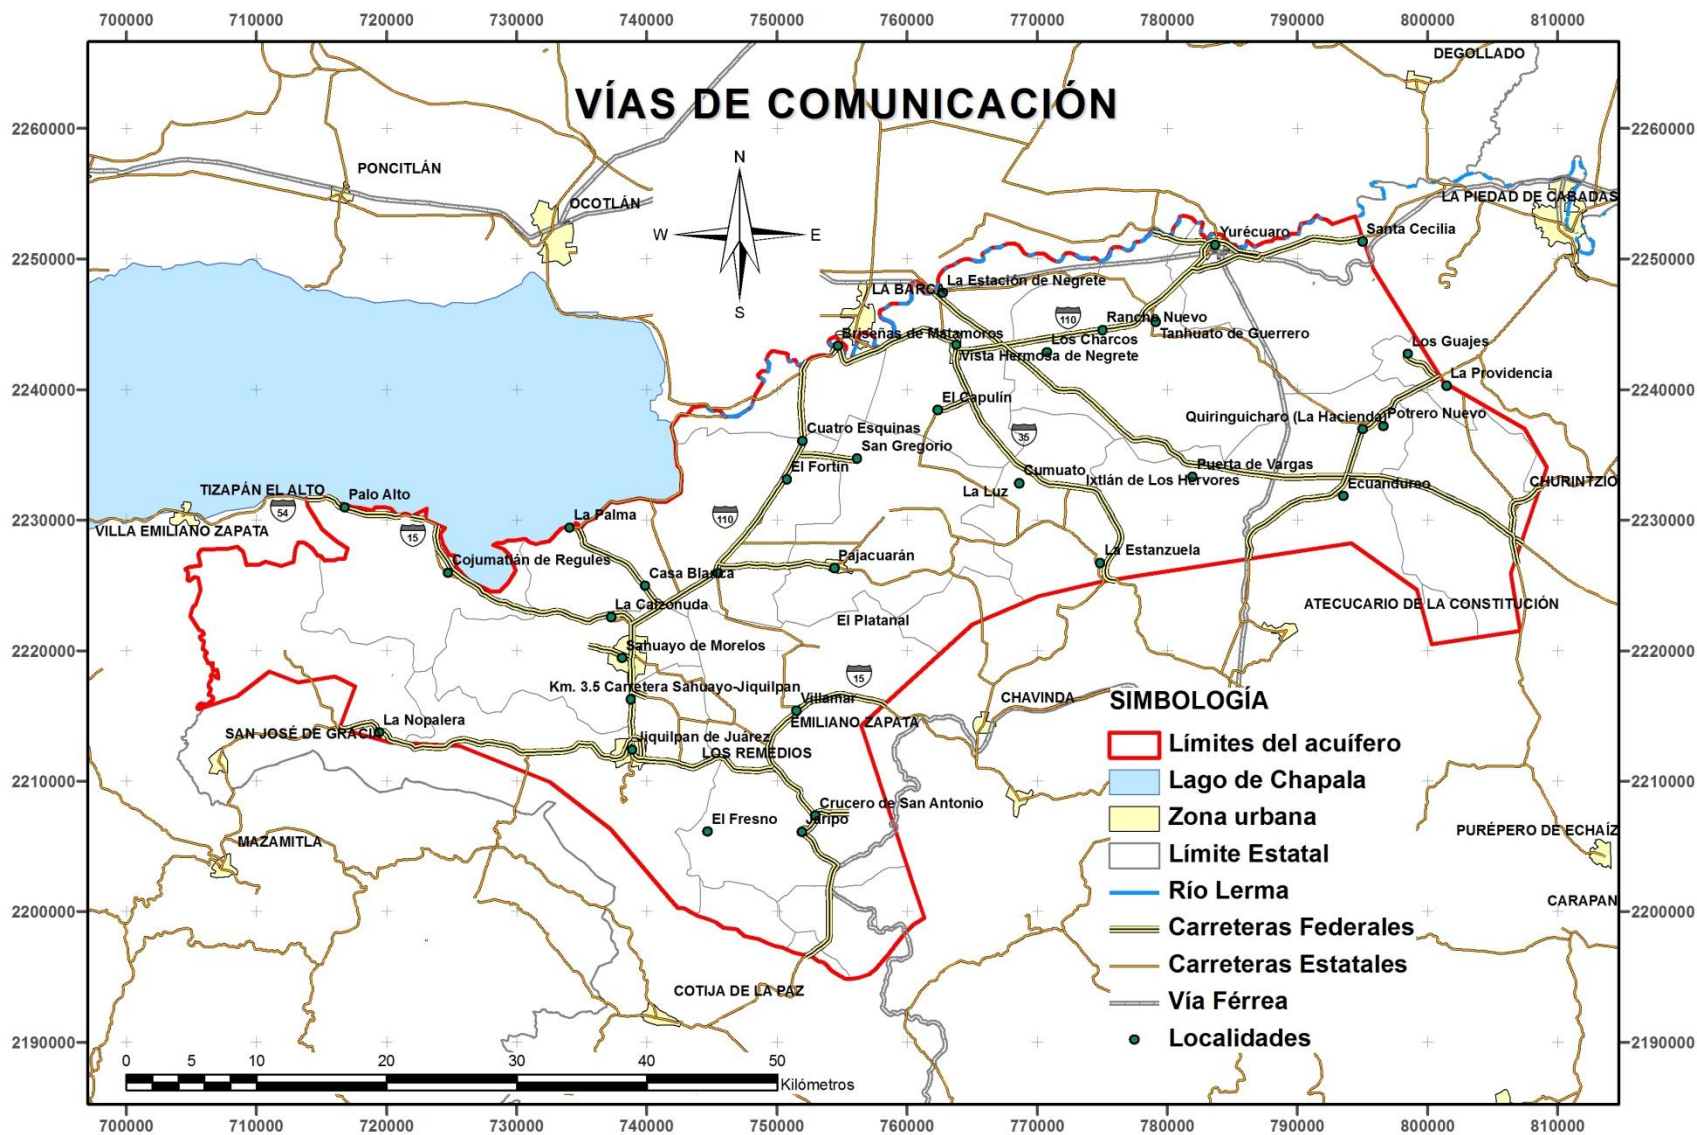 700000 710000 720000 730000 740000 750000 760000 770000 780000 790000 800000 810000
VÍAS DE COMUNICACIÓN
DEGOLLADO
2260000 2260000
PONCITLÁN
N
OCOTLÁN
LA PIEDAD DE CABADAS
W E
Yurécuaro
Santa Cecilia
2250000 2250000
S
LA BARCA
La Estación de Negrete
Briseñas de Matamoros
110
Rancho Nuevo
Tanhuato de Guerrero
Los Charcos
Vista Hermosa de Negrete
Los Guajes
La Providencia
2240000 2240000
El Capulín
Quiringuicharo (La Hacienda)
Potrero Nuevo
Cuatro Esquinas
35
San Gregorio
El Fortín
Cumuato
Puerta de Vargas
Ixtlán de Los Hervores
La Luz
Ecuandureo
CHURINTZIO
TIZAPÁN EL ALTO
Palo Alto
54
La Palma
110
2230000 2230000
VILLA EMILIANO ZAPATA
15
Cojumatlán de Regules
Pajacuarán
La Estanzuela
Casa Blanca
La Calzonuda
El Platanal
ATECUCARIO DE LA CONSTITUCIÓN
Sahuayo de Morelos
2220000 2220000
15
Km. 3.5 Carretera Sahuayo-Jiquilpan
Villamar
CHAVINDA
SIMBOLOGÍA
La Nopalera
EMILIANO ZAPATA
SAN JOSÉ DE GRACIA
Jiquilpan de Juárez
LOS REMEDIOS
Límites del acuífero
2210000 2210000
Lago de Chapala
Crucero de San Antonio
El Fresno
Jaripo
Zona urbana
MAZAMITLA
PURÉPERO DE ECHAÍZ
Límite Estatal
Río Lerma
CARAPAN
2200000 2200000
Carreteras Federales
Carreteras Estatales
COTIJA DE LA PAZ
Vía Férrea
Localidades
2190000 2190000
0 5 10 20 30 40 50
Kilómetros
700000 710000 720000 730000 740000 750000 760000 770000 780000 790000 800000 810000